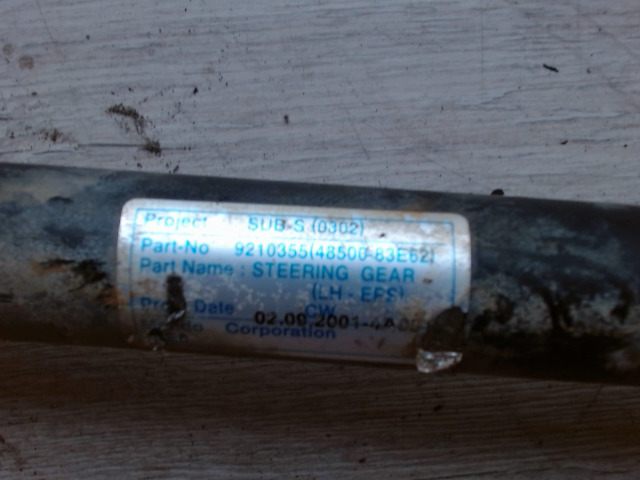 Project SUB-S (0302)
Part-No 9210355(48500-83E62)
Part Name : STEERING GEAR
(LH - EPS)
Date CW
02.09.2001-4A
Corporation